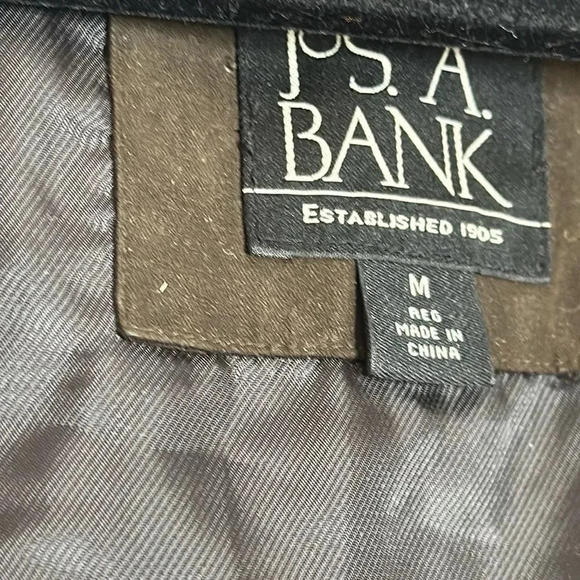 JOS. A.
BANK
ESTABLISHED 1905
M
REG
MADE IN
CHINA